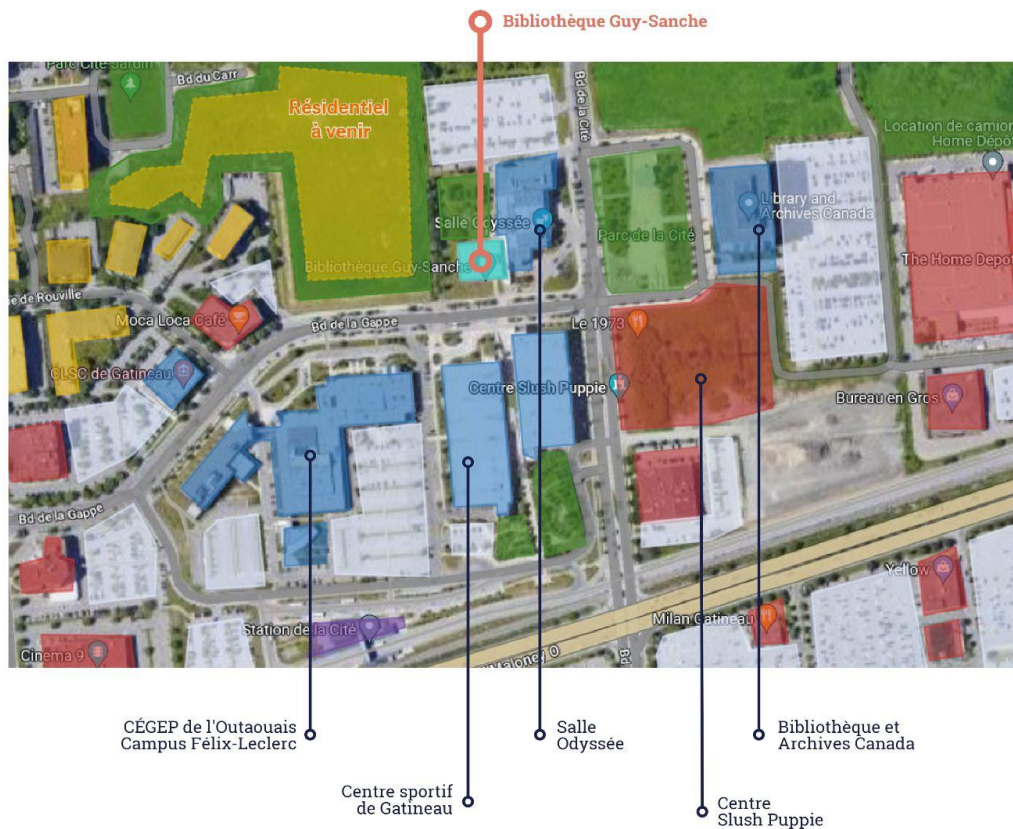 Bibliothèque Guy-Sanche
Parc Cité Jardin
Bd du Carr
Résidentiel
à venir
Bd de la Cité
Location de camion
Home Dépôt
Salle Odyssée
Library and
Archives Canada
Parc de la Cité
Bibliothèque Guy-Sanche
The Home Depot
e de Rouville
Moca Loca Café
Bd de la Gappe
Le 1973
CLSC de Gatineau
Centre Slush Puppie
Bureau en Gros
Bd de la Gappe
Yellow
Station de la Cité
Milan Gatineau
Cinema 9
Maloney O
Bd
CÉGEP de l'Outaouais
Campus Félix-Leclerc
Salle
Odyssée
Bibliothèque et
Archives Canada
Centre sportif
de Gatineau
Centre
Slush Puppie